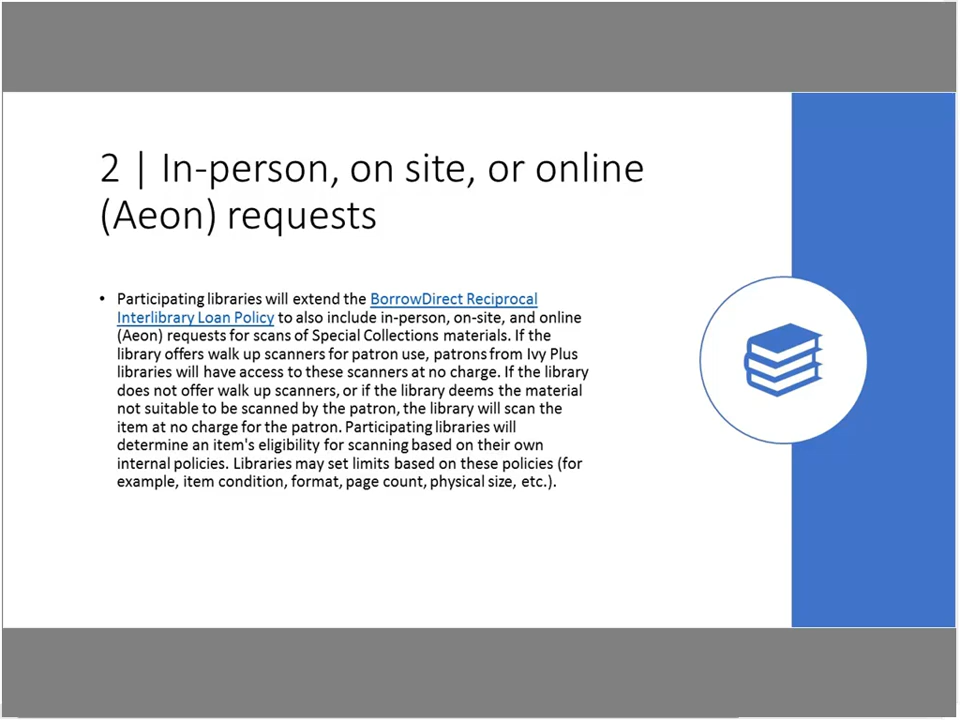 2 | In-person, on site, or online
(Aeon) requests
• Participating libraries will extend the BorrowDirect Reciprocal
Interlibrary Loan Policy to also include in-person, on-site, and online
(Aeon) requests for scans of Special Collections materials. If the
library offers walk up scanners for patron use, patrons from Ivy Plus
libraries will have access to these scanners at no charge. If the library
does not offer walk up scanners, or if the library deems the material
not suitable to be scanned by the patron, the library will scan the
item at no charge for the patron. Participating libraries will
determine an item's eligibility for scanning based on their own
internal policies. Libraries may set limits based on these policies (for
example, item condition, format, page count, physical size, etc.).